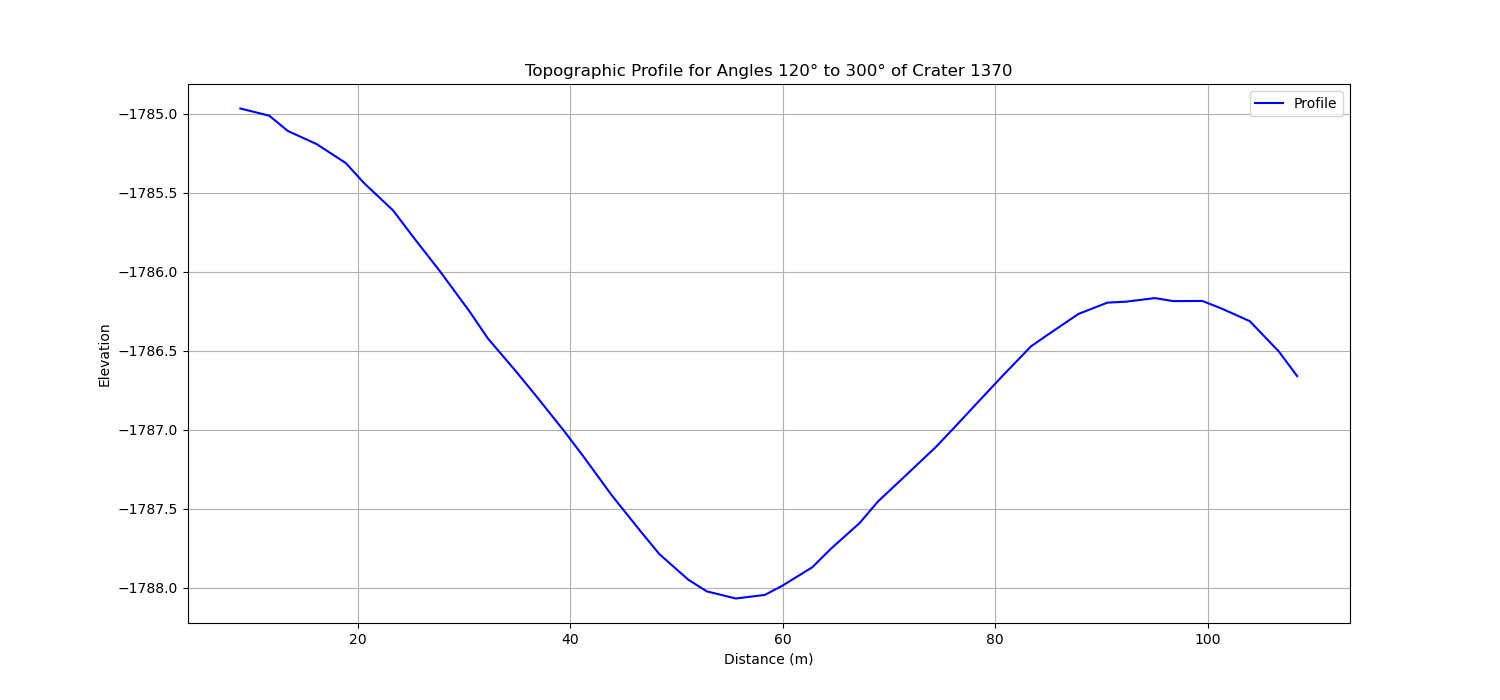 Topographic Profile for Angles 120° to 300° of Crater 1370
Profile
Elevation
−1785.0
−1785.5
−1786.0
−1786.5
−1787.0
−1787.5
−1788.0
20 40 60 80 100
Distance (m)